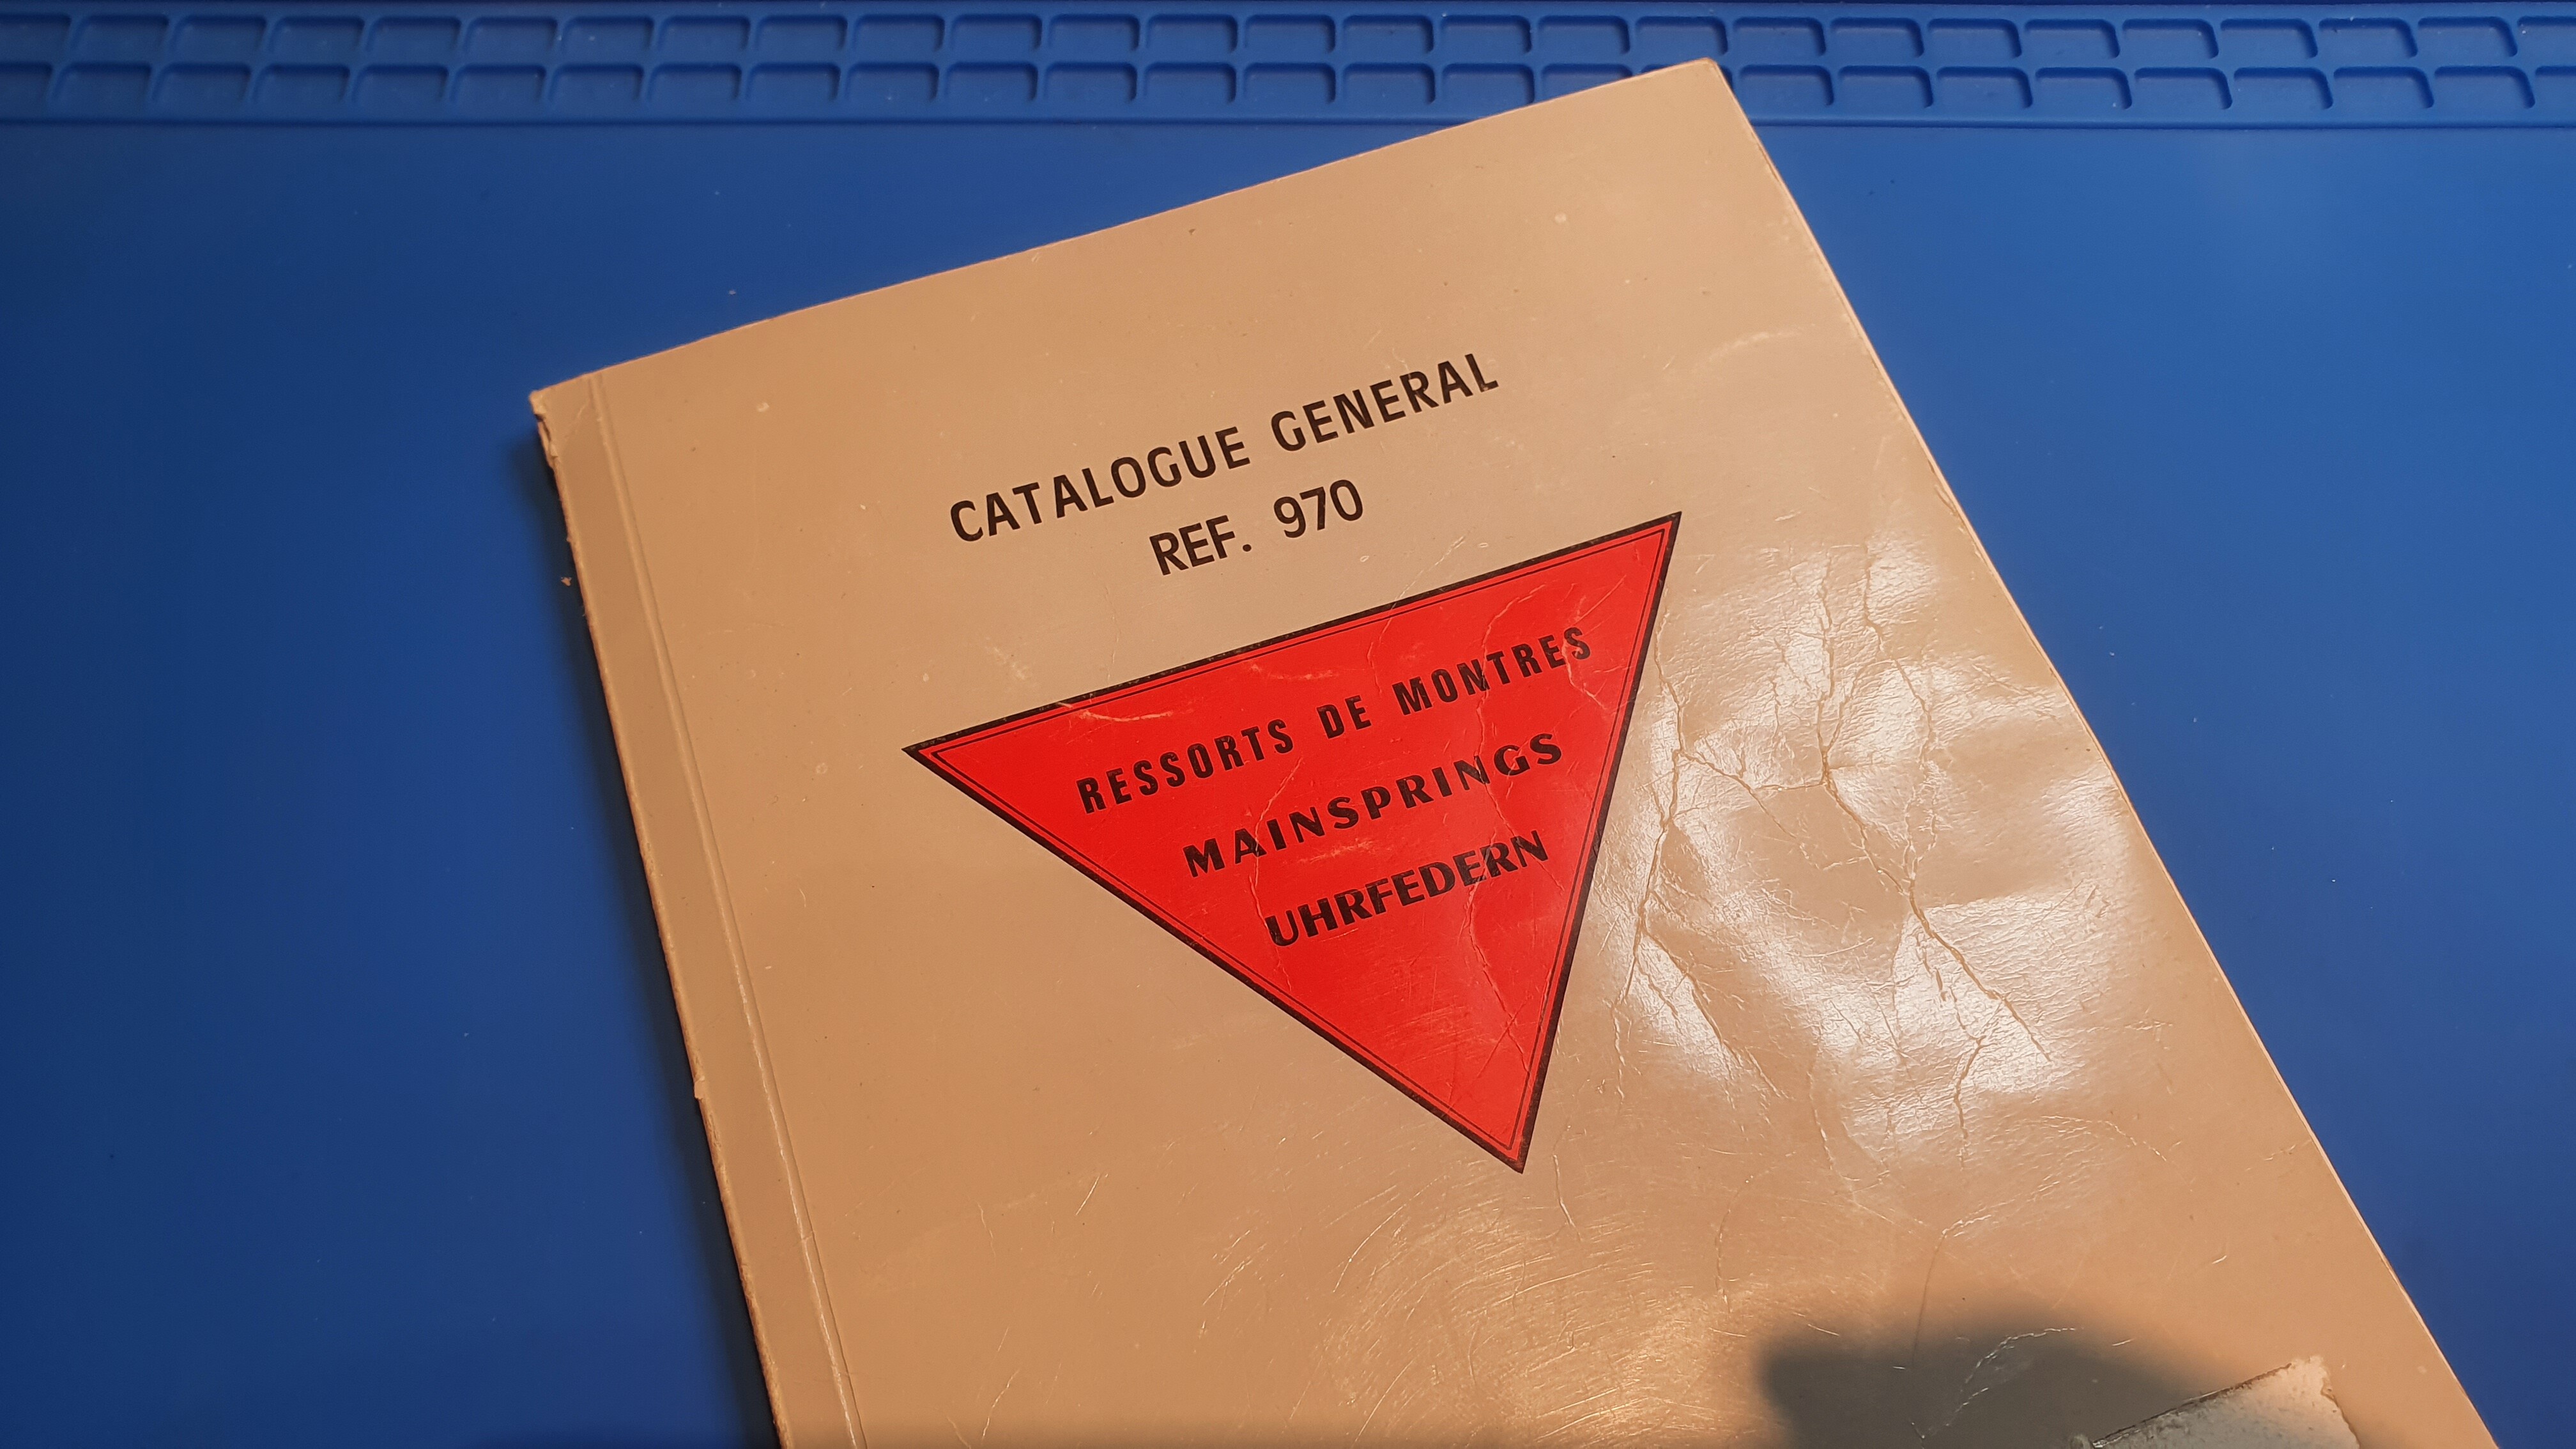 CATALOGUE GENERAL
REF. 970
RESSORTS DE MONTRES
MAINSPRINGS
UHRFEDERN